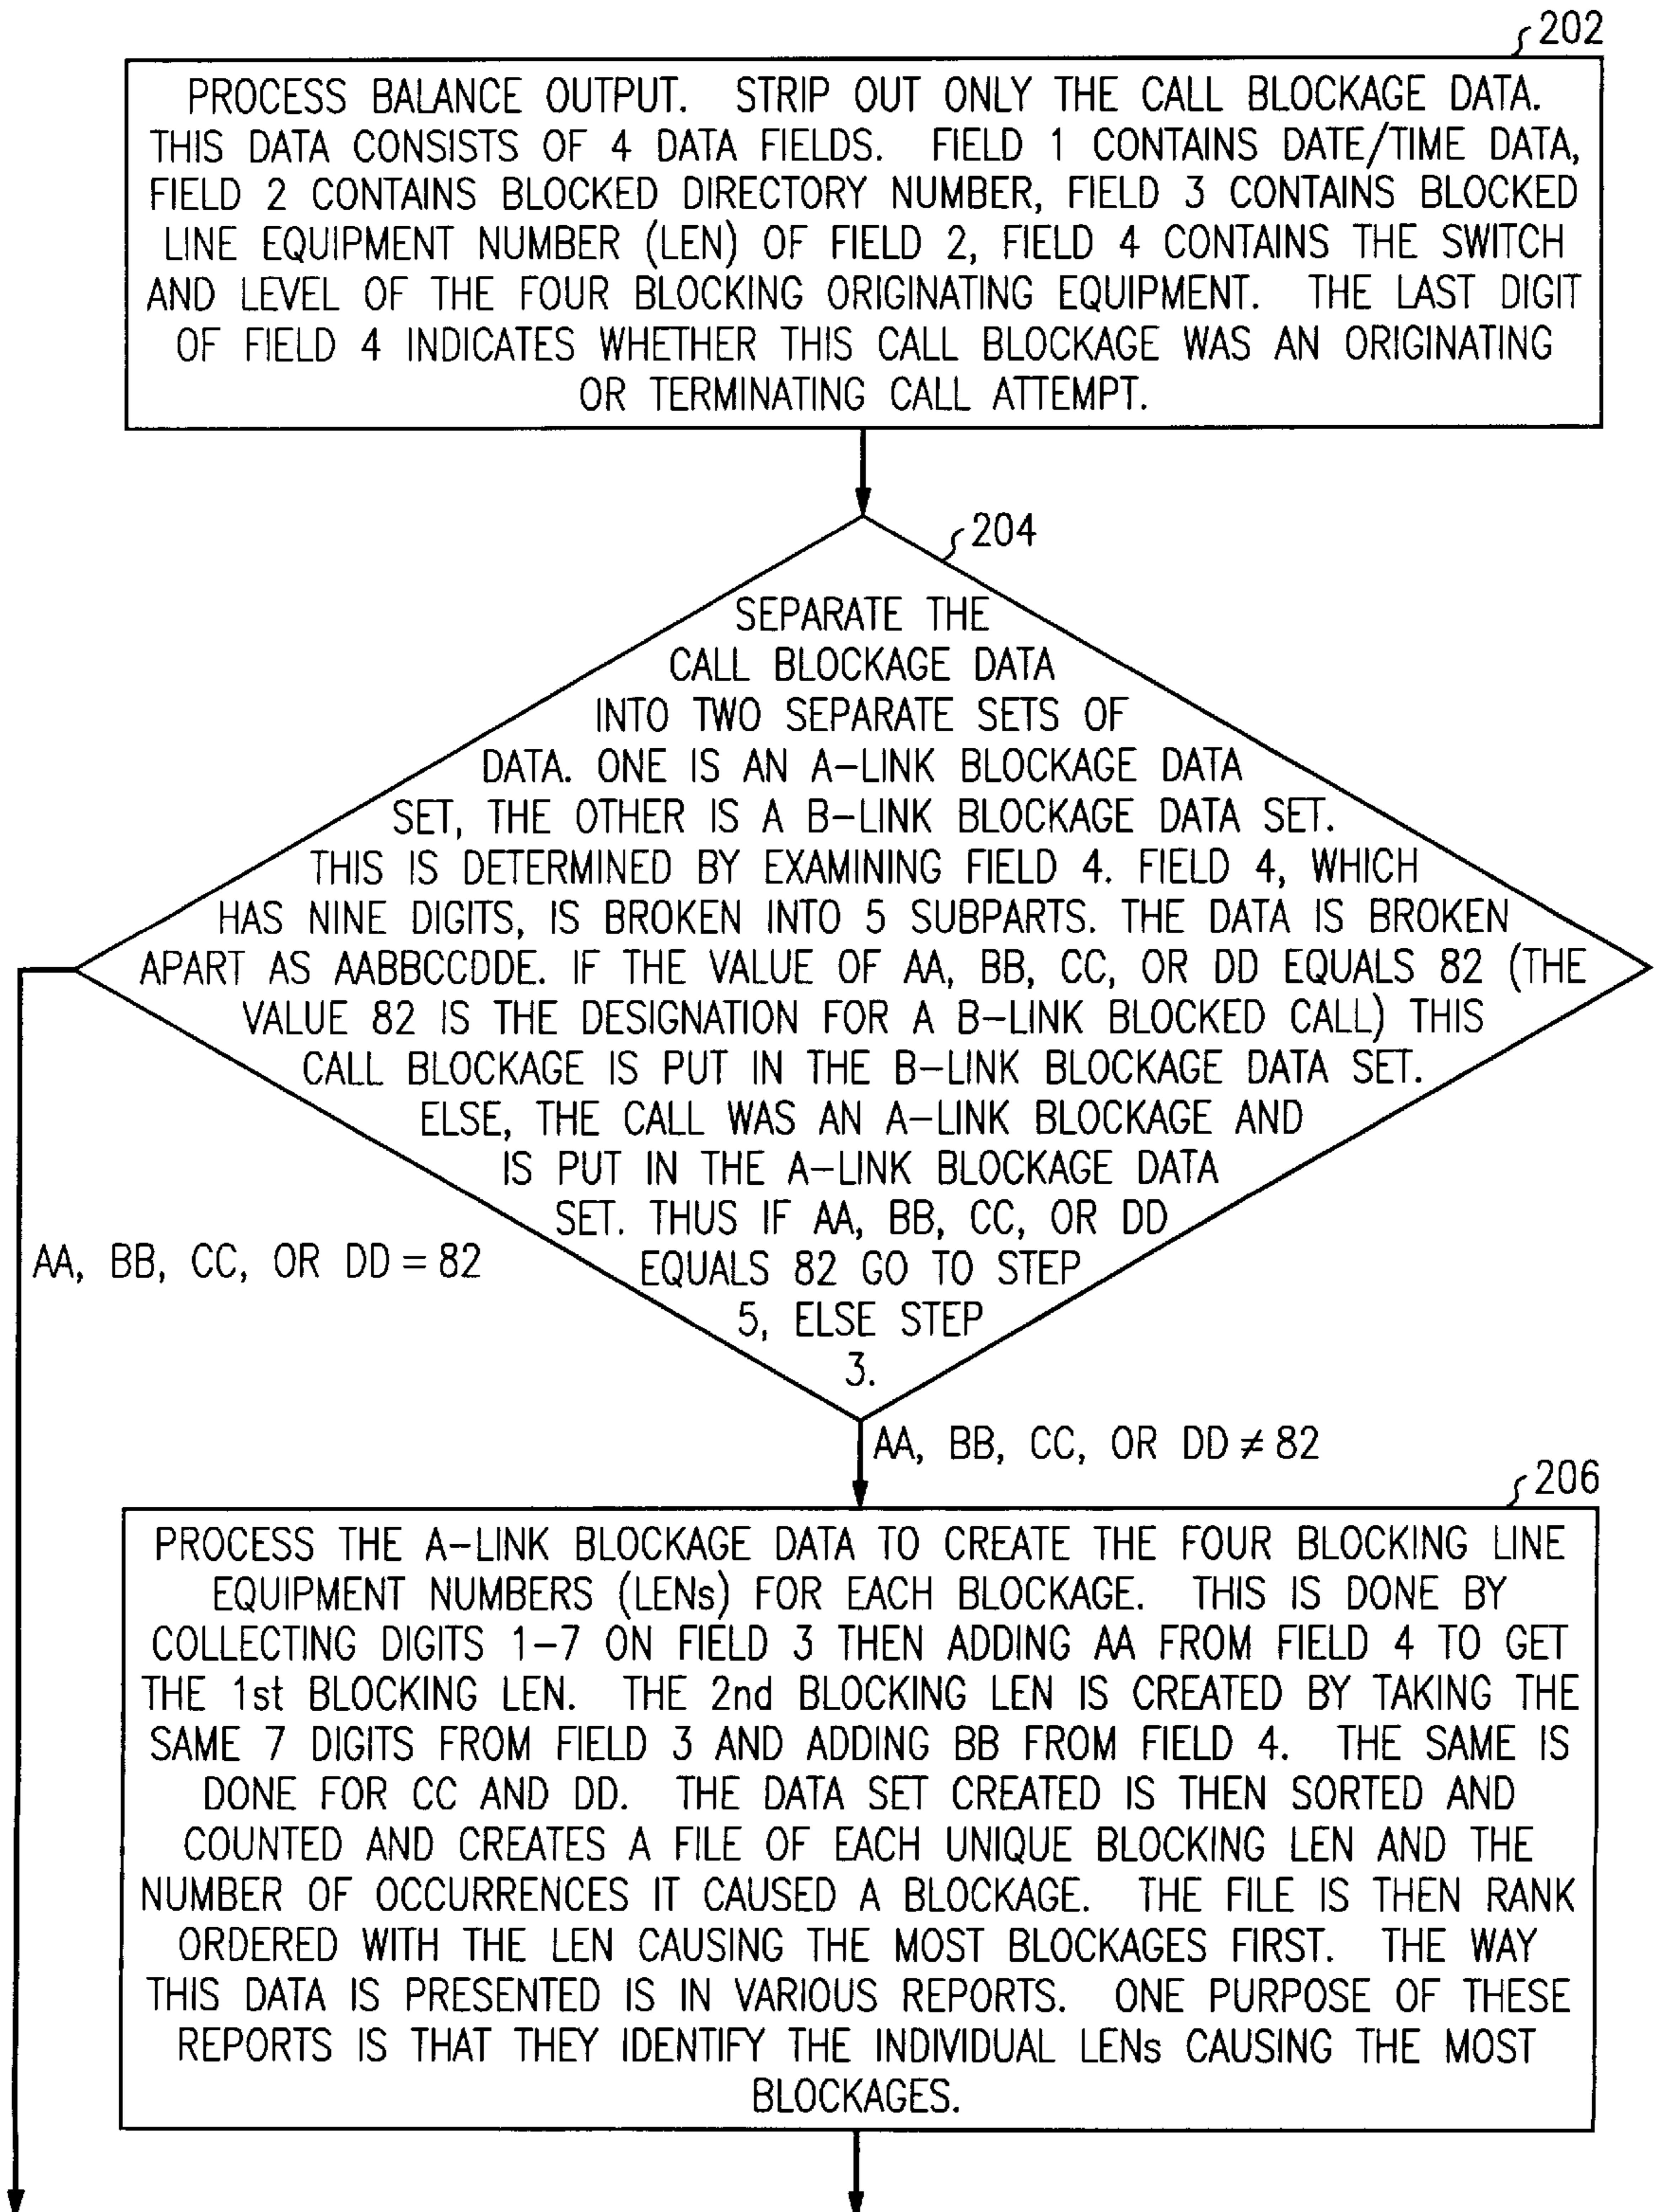 202
PROCESS BALANCE OUTPUT. STRIP OUT ONLY THE CALL BLOCKAGE DATA.
THIS DATA CONSISTS OF 4 DATA FIELDS. FIELD 1 CONTAINS DATE/TIME DATA,
FIELD 2 CONTAINS BLOCKED DIRECTORY NUMBER, FIELD 3 CONTAINS BLOCKED
LINE EQUIPMENT NUMBER (LEN) OF FIELD 2, FIELD 4 CONTAINS THE SWITCH
AND LEVEL OF THE FOUR BLOCKING ORIGINATING EQUIPMENT. THE LAST DIGIT
OF FIELD 4 INDICATES WHETHER THIS CALL BLOCKAGE WAS AN ORIGINATING
OR TERMINATING CALL ATTEMPT.
204
SEPARATE THE
CALL BLOCKAGE DATA
INTO TWO SEPARATE SETS OF
DATA. ONE IS AN A-LINK BLOCKAGE DATA
SET, THE OTHER IS A B-LINK BLOCKAGE DATA SET.
THIS IS DETERMINED BY EXAMINING FIELD 4. FIELD 4, WHICH
HAS NINE DIGITS, IS BROKEN INTO 5 SUBPARTS. THE DATA IS BROKEN
APART AS AABBCCDDE. IF THE VALUE OF AA, BB, CC, OR DD EQUALS 82 (THE
VALUE 82 IS THE DESIGNATION FOR A B-LINK BLOCKED CALL) THIS
CALL BLOCKAGE IS PUT IN THE B-LINK BLOCKAGE DATA SET.
ELSE, THE CALL WAS AN A-LINK BLOCKAGE AND
IS PUT IN THE A-LINK BLOCKAGE DATA
SET. THUS IF AA, BB, CC, OR DD
EQUALS 82 GO TO STEP
5, ELSE STEP
3.
AA, BB, CC, OR DD = 82
AA, BB, CC, OR DD ≠ 82
206
PROCESS THE A-LINK BLOCKAGE DATA TO CREATE THE FOUR BLOCKING LINE
EQUIPMENT NUMBERS (LENs) FOR EACH BLOCKAGE. THIS IS DONE BY
COLLECTING DIGITS 1-7 ON FIELD 3 THEN ADDING AA FROM FIELD 4 TO GET
THE 1st BLOCKING LEN. THE 2nd BLOCKING LEN IS CREATED BY TAKING THE
SAME 7 DIGITS FROM FIELD 3 AND ADDING BB FROM FIELD 4. THE SAME IS
DONE FOR CC AND DD. THE DATA SET CREATED IS THEN SORTED AND
COUNTED AND CREATES A FILE OF EACH UNIQUE BLOCKING LEN AND THE
NUMBER OF OCCURRENCES IT CAUSED A BLOCKAGE. THE FILE IS THEN RANK
ORDERED WITH THE LEN CAUSING THE MOST BLOCKAGES FIRST. THE WAY
THIS DATA IS PRESENTED IS IN VARIOUS REPORTS. ONE PURPOSE OF THESE
REPORTS IS THAT THEY IDENTIFY THE INDIVIDUAL LENs CAUSING THE MOST
BLOCKAGES.